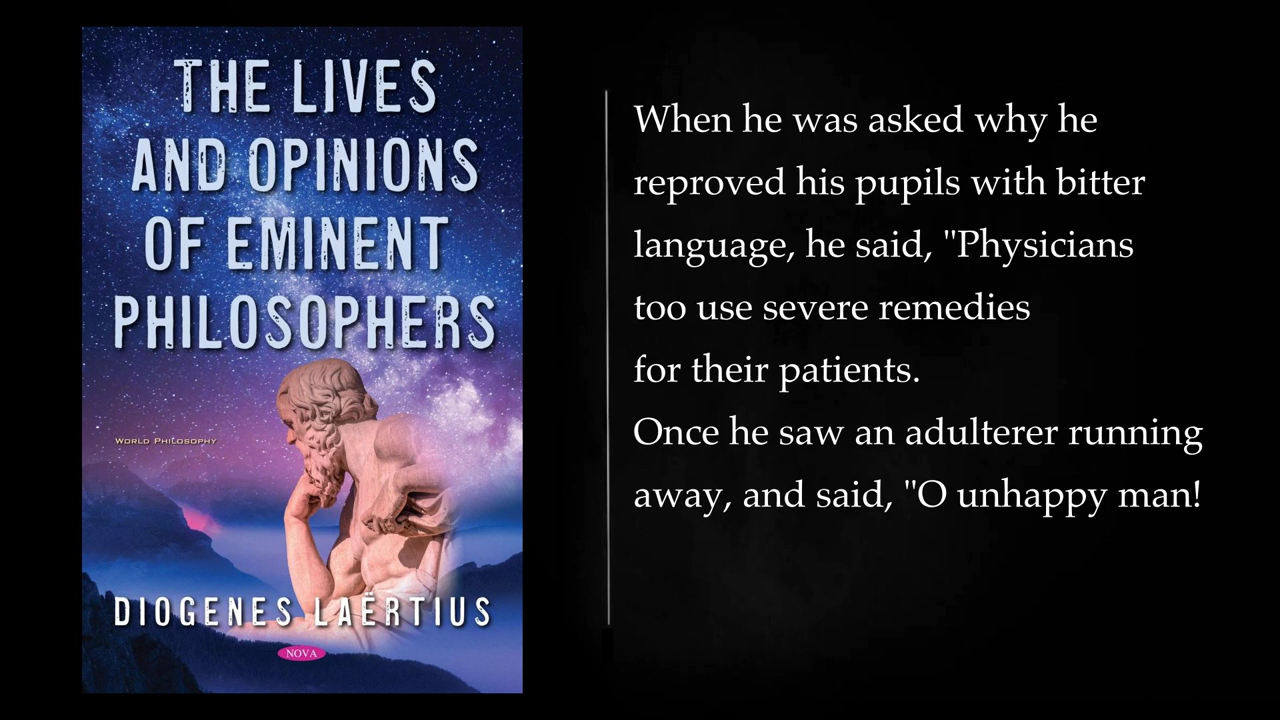 THE LIVES
AND OPINIONS
OF EMINENT
PHILOSOPHERS
WORLD PHILOSOPHY
DIOGENES LAËRTIUS
NOVA
When he was asked why he
reproved his pupils with bitter
language, he said, "Physicians
too use severe remedies
for their patients.
Once he saw an adulterer running
away, and said, "O unhappy man!